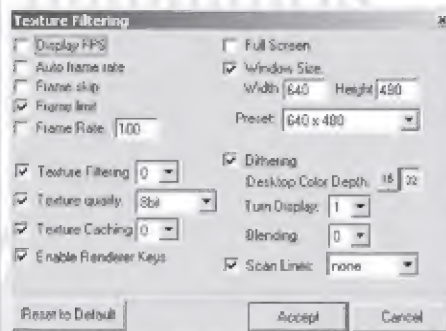 Texture Filtering
Display FPS
Auto frame rate
Frame skip
Frame limit
Frame Rate 100
Texture Filtering 0
Texture quality 8bit
Texture Caching 0
Enable Renderer Keys
Full Screen
Window Size
Width 640 Height 480
Preset: 640 x 480
Dithering
Desktop Color Depth: 16 32
Turn Display: 1
Blending 0
Scan Lines: none
Reset to Default
Accept
Cancel